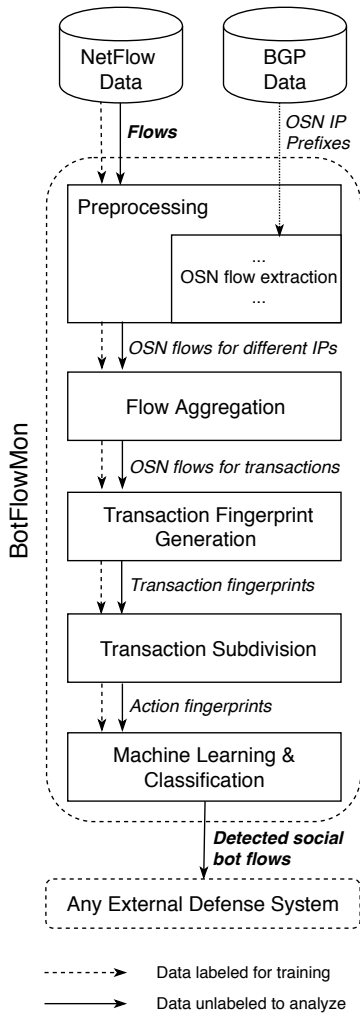 NetFlow
Data
BGP
Data
Flows
OSN IP
Prefixes
Preprocessing
...
OSN flow extraction
...
OSN flows for different IPs
Flow Aggregation
OSN flows for transactions
Transaction Fingerprint
Generation
Transaction fingerprints
Transaction Subdivision
Action fingerprints
Machine Learning &
Classification
BotFlowMon
Detected social
bot flows
Any External Defense System
Data labeled for training
Data unlabeled to analyze